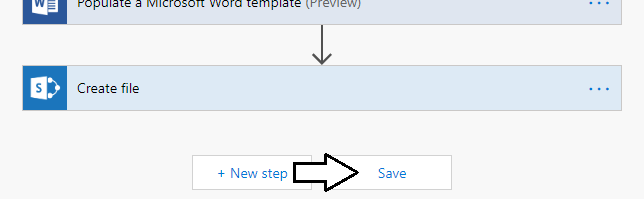 Populate a Microsoft Word template (Preview)
Create file
+ New step
Save